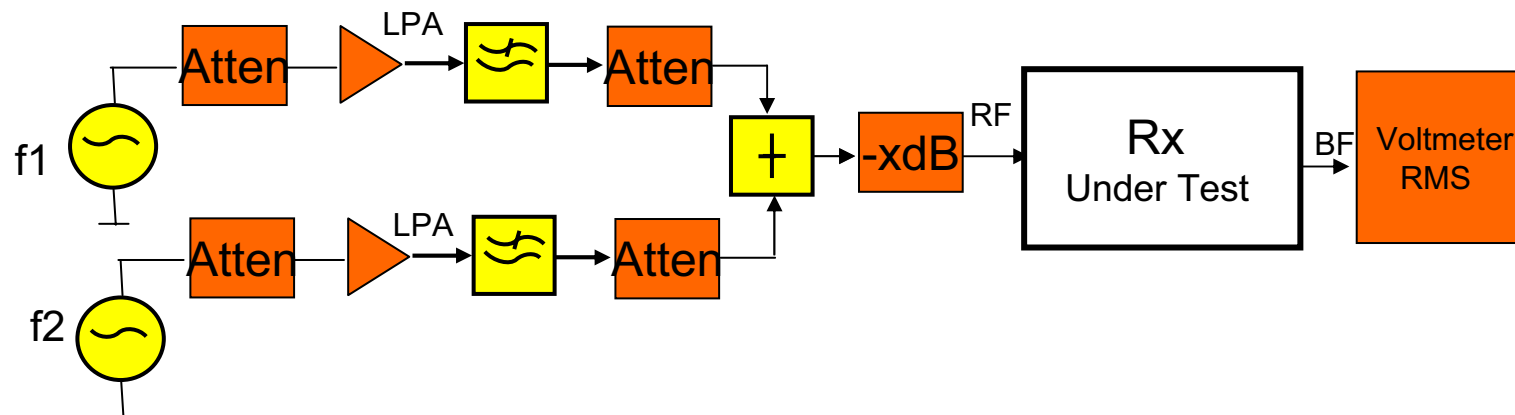 LPA
Atten
Atten
f1
+
-xdB
RF
Rx
Under Test
BF
Voltmeter
RMS
LPA
Atten
Atten
f2